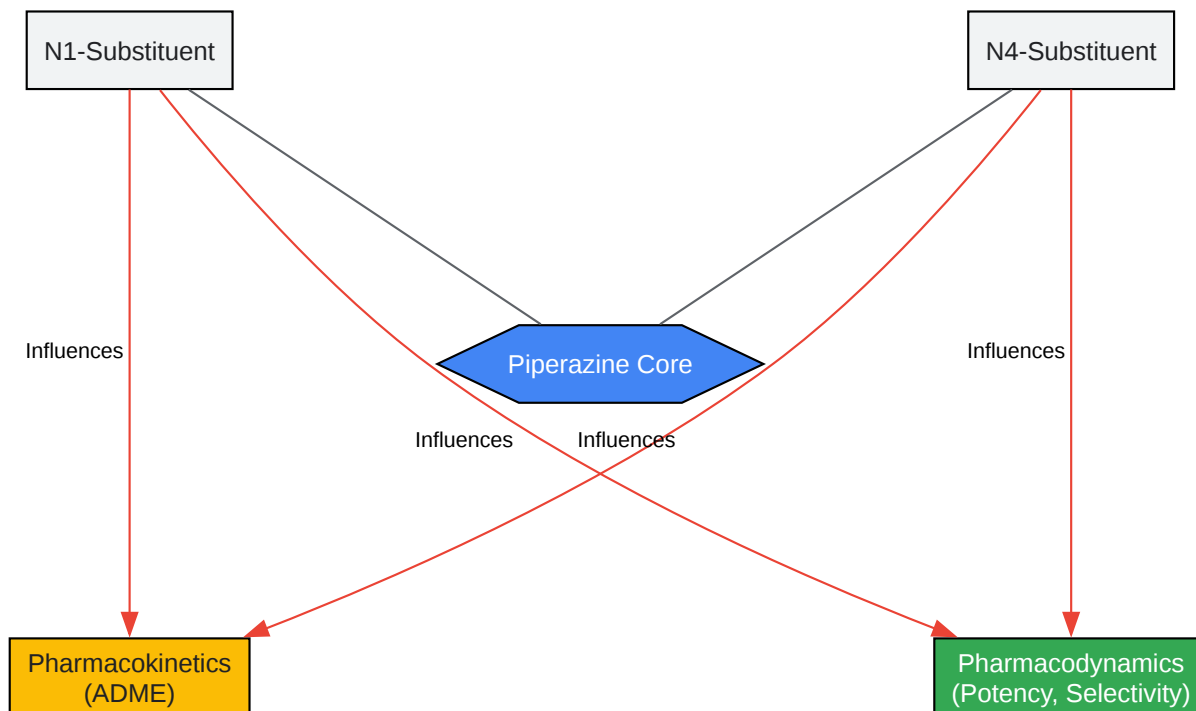 N1-Substituent
N4-Substituent
Influences
Piperazine Core
Influences
Influences
Influences
Pharmacokinetics
(ADME)
Pharmacodynamics
(Potency, Selectivity)